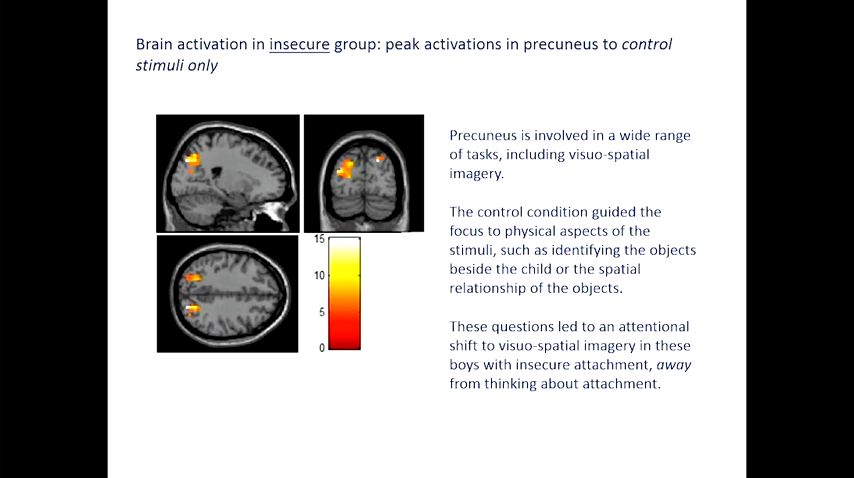 Brain activation in insecure group: peak activations in precuneus to control
stimuli only
Precuneus is involved in a wide range
of tasks, including visuo-spatial
imagery.
The control condition guided the
focus to physical aspects of the
stimuli, such as identifying the objects
beside the child or the spatial
relationship of the objects.
These questions led to an attentional
shift to visuo-spatial imagery in these
boys with insecure attachment, away
from thinking about attachment.
15
10
5
0